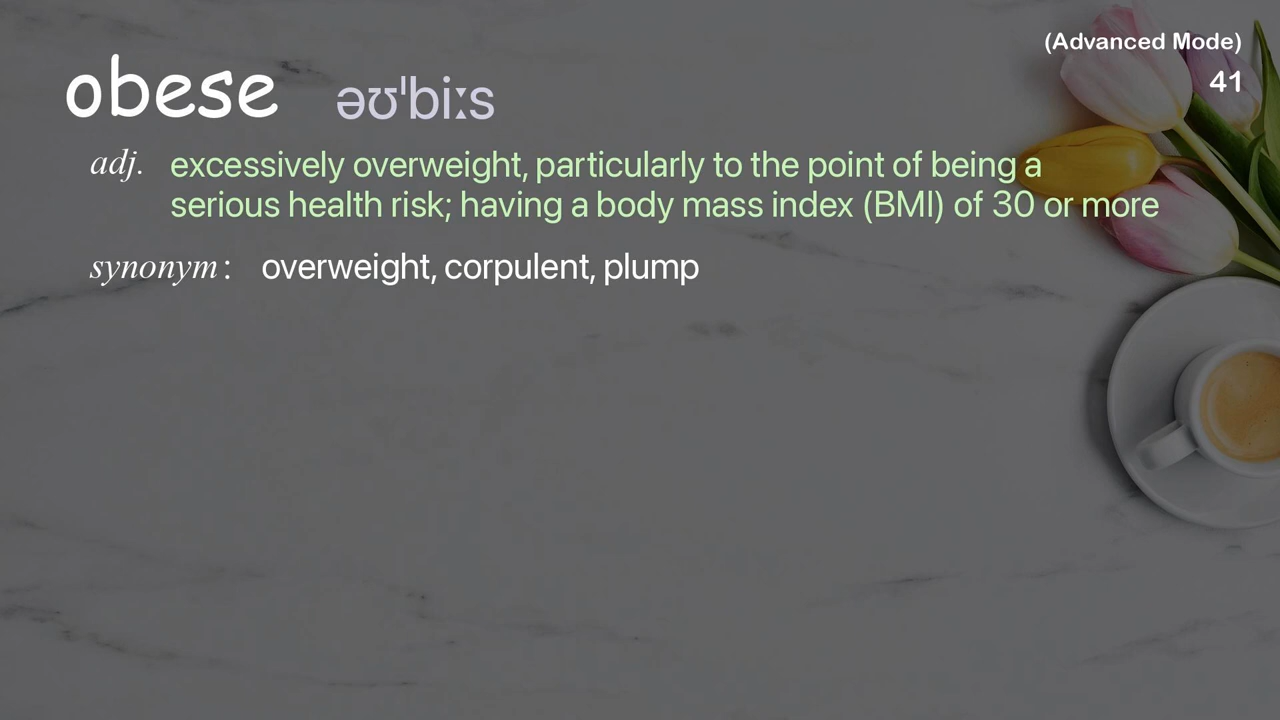 (Advanced Mode)
41
obese əʊˈbiːs
adj. excessively overweight, particularly to the point of being a
serious health risk; having a body mass index (BMI) of 30 or more
synonym: overweight, corpulent, plump